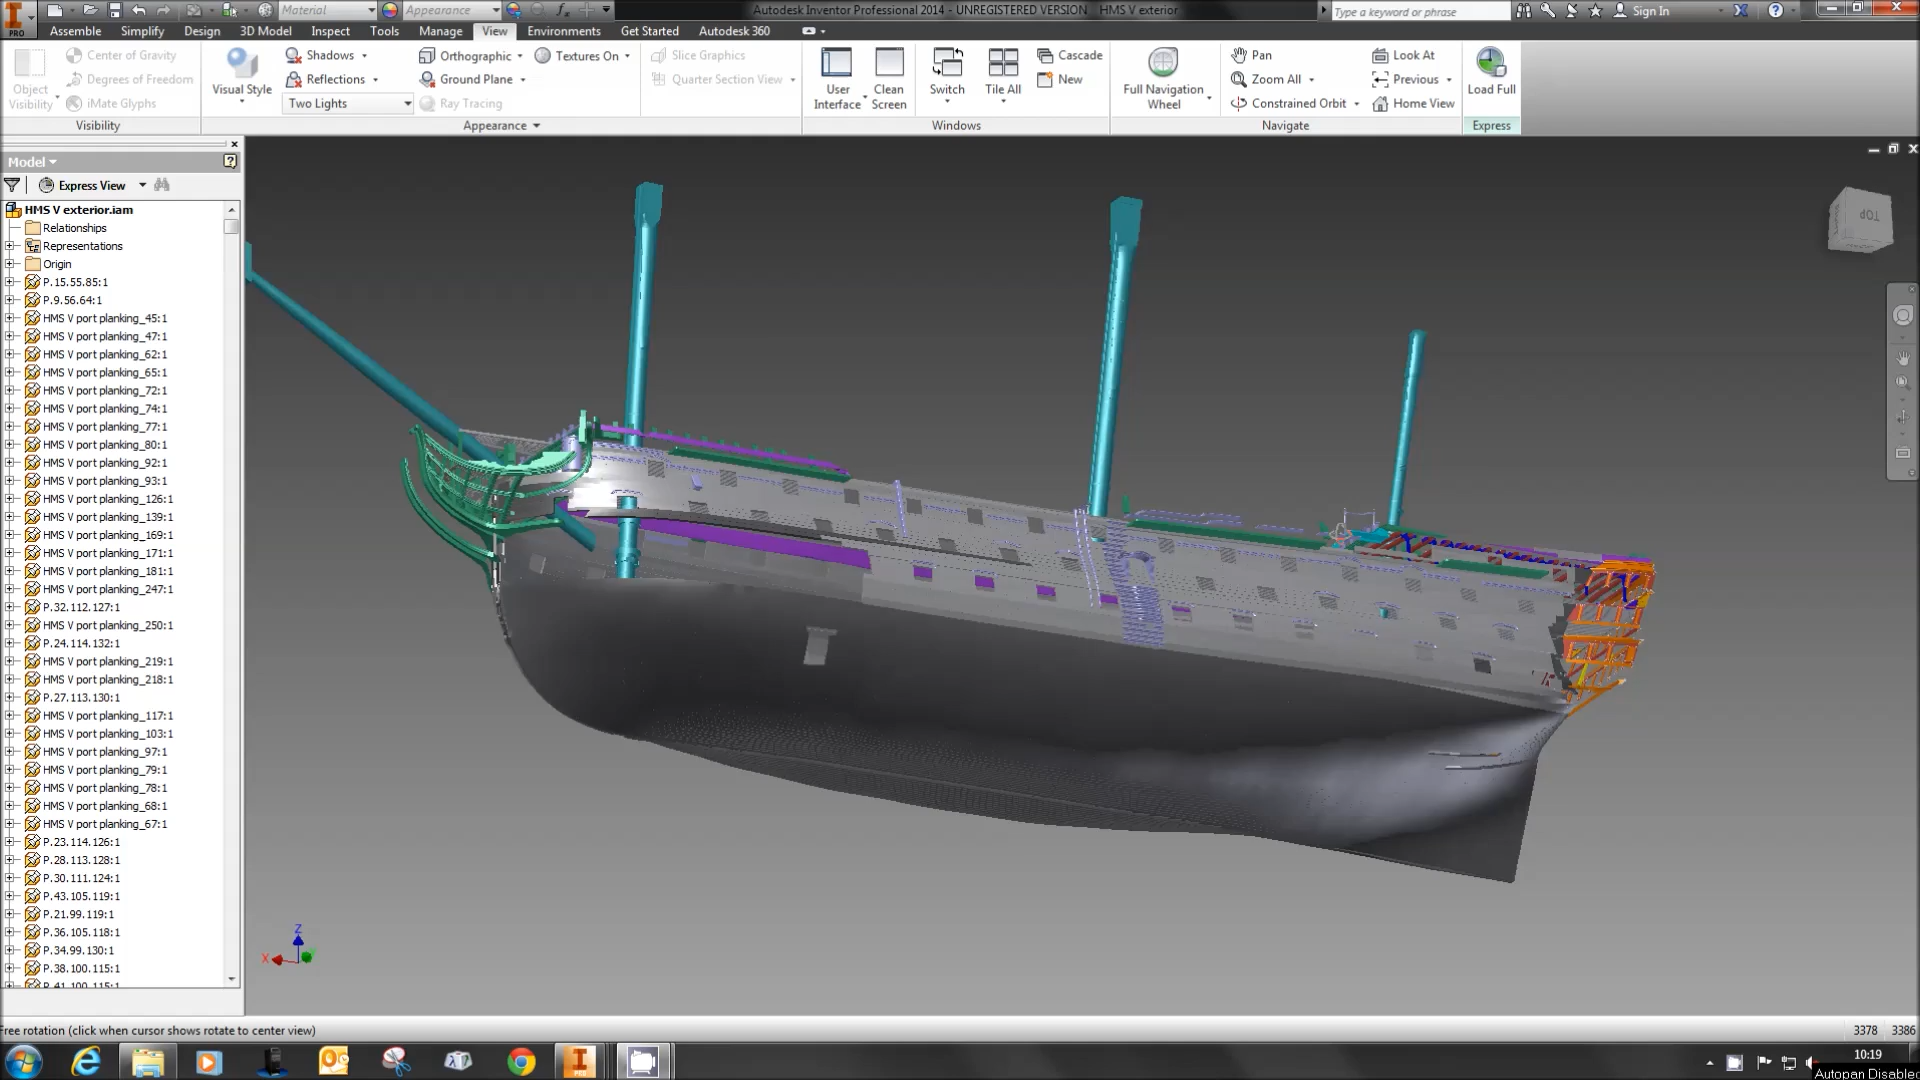 Material
Appearance
Autodesk Inventor Professional 2014 - UNREGISTERED VERSION HMS V exterior
Type a keyword or phrase
Sign In
PRO
Assemble Simplify Design 3D Model Inspect Tools Manage View Environments Get Started Autodesk 360
Object Visibility
Center of Gravity
Degrees of Freedom
iMate Glyphs
Visibility
Visual Style
Shadows
Reflections
Two Lights
Orthographic
Ground Plane
Ray Tracing
Textures On
Appearance
Slice Graphics
Quarter Section View
User Interface
Clean Screen
Switch
Tile All
Cascade
New
Windows
Full Navigation Wheel
Pan
Zoom All
Constrained Orbit
Look At
Previous
Home View
Navigate
Load Full
Express
Model
Express View
HMS V exterior.iam
Relationships
Representations
Origin
P.15.55.85:1
P.9.56.64:1
HMS V port planking_45:1
HMS V port planking_47:1
HMS V port planking_62:1
HMS V port planking_65:1
HMS V port planking_72:1
HMS V port planking_74:1
HMS V port planking_77:1
HMS V port planking_80:1
HMS V port planking_92:1
HMS V port planking_93:1
HMS V port planking_126:1
HMS V port planking_139:1
HMS V port planking_169:1
HMS V port planking_171:1
HMS V port planking_181:1
HMS V port planking_247:1
P.32.112.127:1
HMS V port planking_250:1
P.24.114.132:1
HMS V port planking_219:1
HMS V port planking_218:1
P.27.113.130:1
HMS V port planking_117:1
HMS V port planking_103:1
HMS V port planking_97:1
HMS V port planking_79:1
HMS V port planking_78:1
HMS V port planking_68:1
HMS V port planking_67:1
P.23.114.126:1
P.28.113.128:1
P.30.111.124:1
P.43.105.119:1
P.21.99.119:1
P.36.105.118:1
P.34.99.130:1
P.38.100.115:1
P.41.100.115:1
TOP
Z
X
Free rotation (click when cursor shows rotate to center view)
3378 3386
10:19
Autopan Disabled